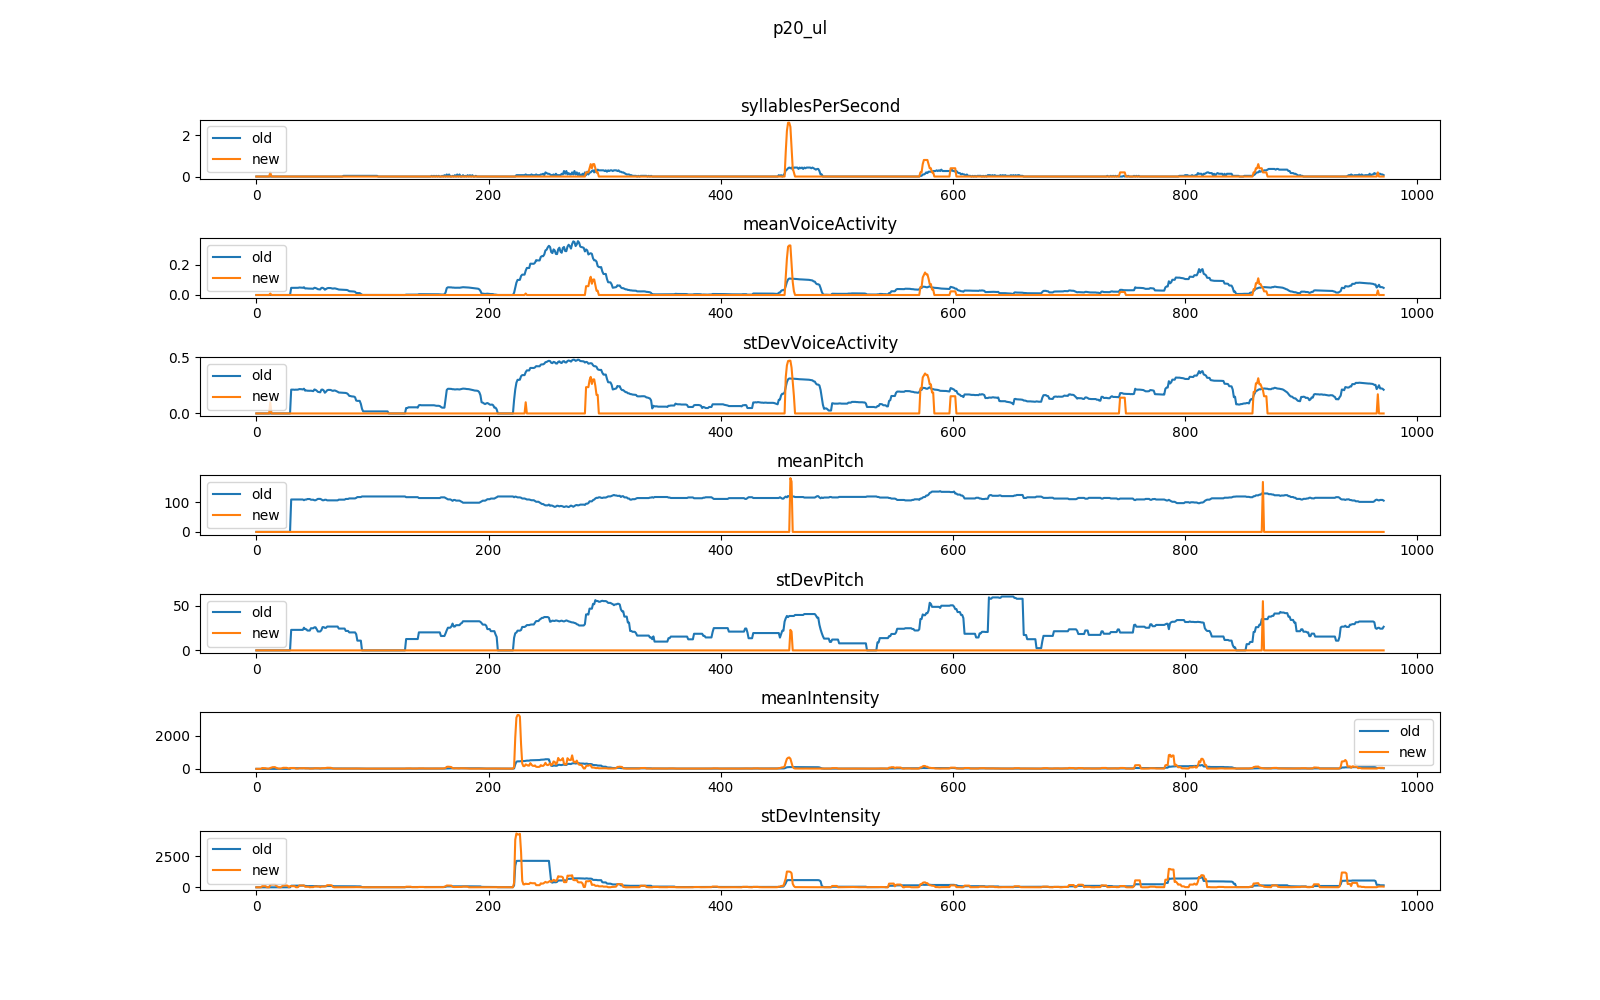 p20_ul
syllablesPerSecond
2
0
old
new
0 200 400 600 800 1000
meanVoiceActivity
0.2
0.0
old
new
0 200 400 600 800 1000
stDevVoiceActivity
0.5
0.0
old
new
0 200 400 600 800 1000
meanPitch
100
0
old
new
0 200 400 600 800 1000
stDevPitch
50
0
old
new
0 200 400 600 800 1000
meanIntensity
2000
0
old
new
0 200 400 600 800 1000
stDevIntensity
2500
0
old
new
0 200 400 600 800 1000